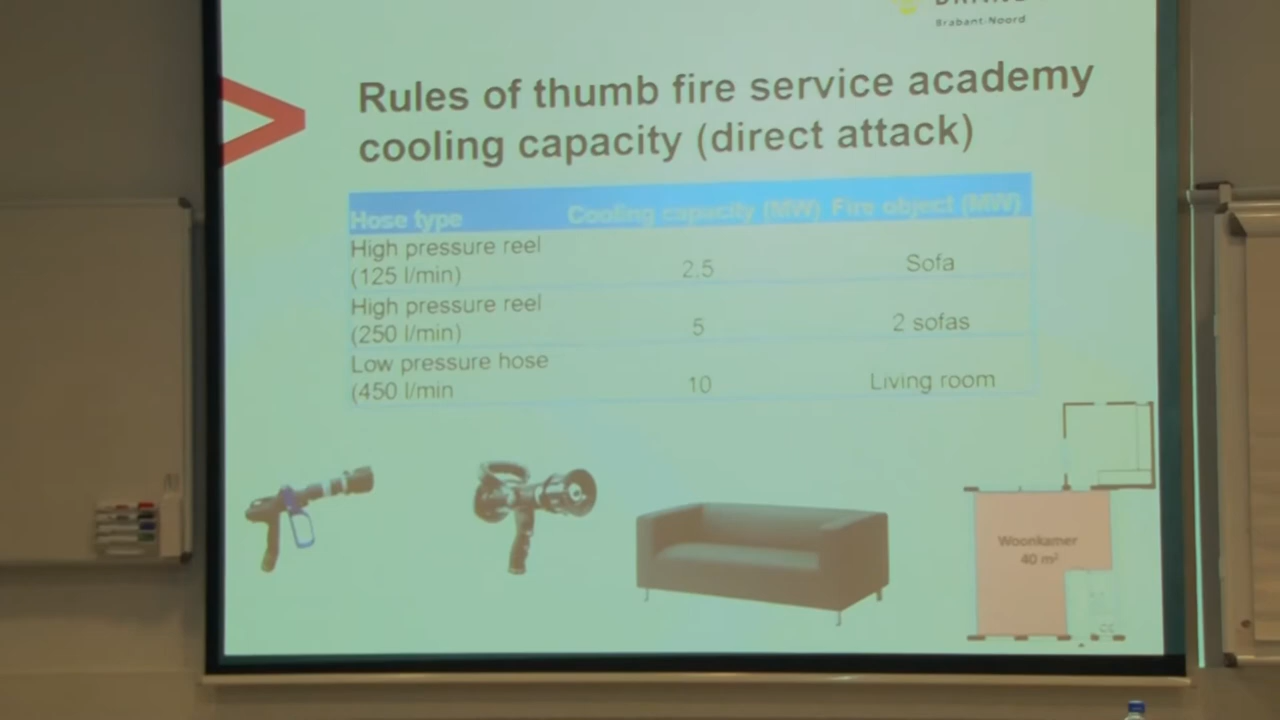 Brabant-Noord
Rules of thumb fire service academy
cooling capacity (direct attack)
Hose type Cooling capacity (MW) Fire object (MW)
High pressure reel
(125 l/min) 2.5 Sofa
High pressure reel
(250 l/min) 5 2 sofas
Low pressure hose
(450 l/min 10 Living room
Woonkamer
40 m²